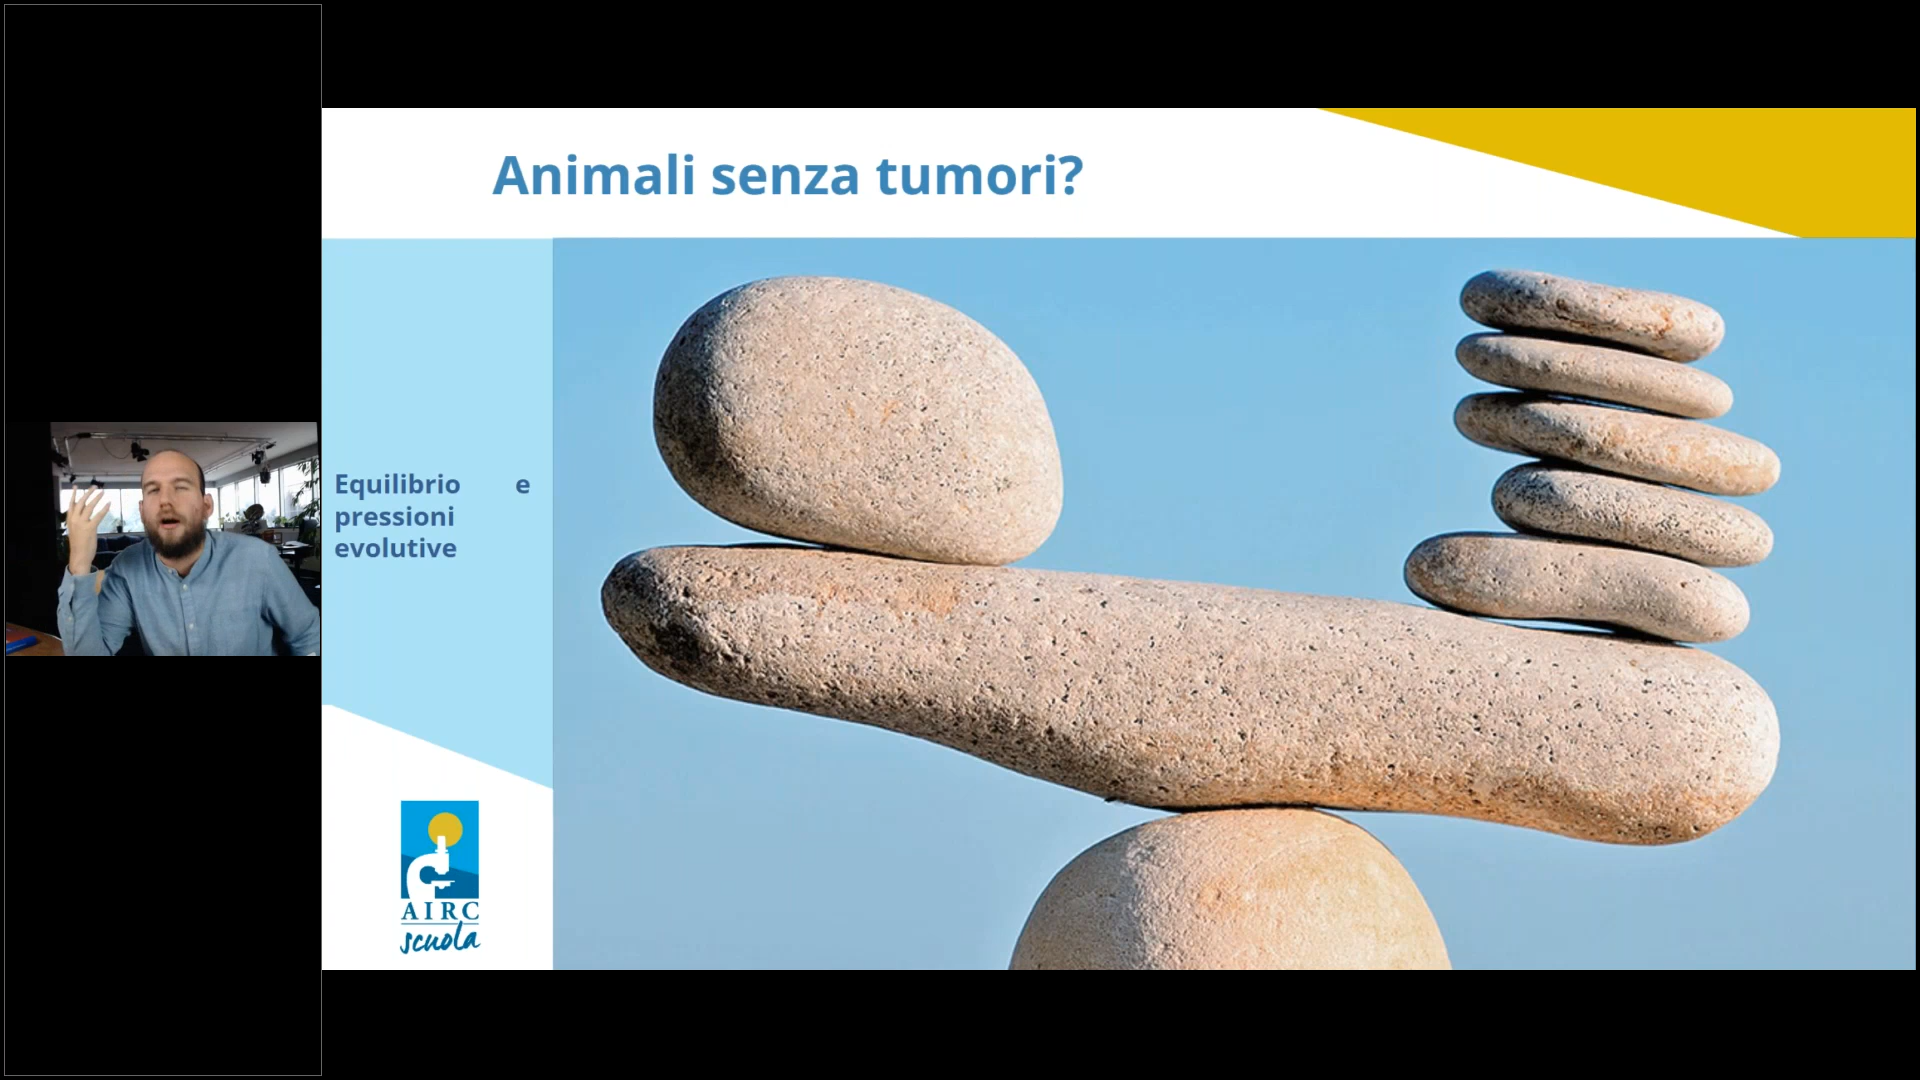 Animali senza tumori?
Equilibrio e
pressioni
evolutive
AIRC
scuola